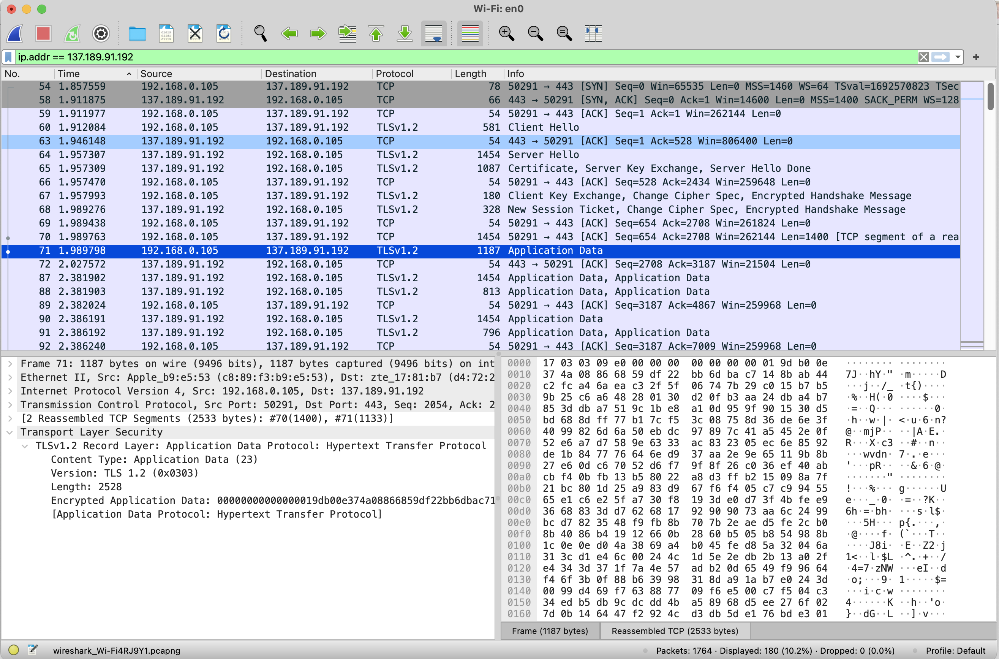 Wi-Fi: en0
ip.addr == 137.189.91.192
No. Time Source Destination Protocol Length Info
54 1.857559 192.168.0.105 137.189.91.192 TCP 78 50291 → 443 [SYN] Seq=0 Win=65535 Len=0 MSS=1460 WS=64 TSval=1692570823 TSec
58 1.911875 137.189.91.192 192.168.0.105 TCP 66 443 → 50291 [SYN, ACK] Seq=0 Ack=1 Win=14600 Len=0 MSS=1400 SACK_PERM WS=128
59 1.911977 192.168.0.105 137.189.91.192 TCP 54 50291 → 443 [ACK] Seq=1 Ack=1 Win=262144 Len=0
60 1.912084 192.168.0.105 137.189.91.192 TLSv1.2 581 Client Hello
63 1.946148 137.189.91.192 192.168.0.105 TCP 54 443 → 50291 [ACK] Seq=1 Ack=528 Win=806400 Len=0
64 1.957307 137.189.91.192 192.168.0.105 TLSv1.2 1454 Server Hello
65 1.957309 137.189.91.192 192.168.0.105 TLSv1.2 1087 Certificate, Server Key Exchange, Server Hello Done
66 1.957470 192.168.0.105 137.189.91.192 TCP 54 50291 → 443 [ACK] Seq=528 Ack=2434 Win=259648 Len=0
67 1.957993 192.168.0.105 137.189.91.192 TLSv1.2 180 Client Key Exchange, Change Cipher Spec, Encrypted Handshake Message
68 1.989276 137.189.91.192 192.168.0.105 TLSv1.2 328 New Session Ticket, Change Cipher Spec, Encrypted Handshake Message
69 1.989438 192.168.0.105 137.189.91.192 TCP 54 50291 → 443 [ACK] Seq=654 Ack=2708 Win=261824 Len=0
70 1.989763 192.168.0.105 137.189.91.192 TCP 1454 50291 → 443 [ACK] Seq=654 Ack=2708 Win=262144 Len=1400 [TCP segment of a rea
71 1.989798 192.168.0.105 137.189.91.192 TLSv1.2 1187 Application Data
72 2.027572 137.189.91.192 192.168.0.105 TCP 54 443 → 50291 [ACK] Seq=2708 Ack=3187 Win=21504 Len=0
87 2.381902 137.189.91.192 192.168.0.105 TLSv1.2 1454 Application Data, Application Data
88 2.381903 137.189.91.192 192.168.0.105 TLSv1.2 813 Application Data, Application Data
89 2.382024 192.168.0.105 137.189.91.192 TCP 54 50291 → 443 [ACK] Seq=3187 Ack=4867 Win=259968 Len=0
90 2.386191 137.189.91.192 192.168.0.105 TLSv1.2 1454 Application Data
91 2.386192 137.189.91.192 192.168.0.105 TLSv1.2 796 Application Data, Application Data
92 2.386240 192.168.0.105 137.189.91.192 TCP 54 50291 → 443 [ACK] Seq=3187 Ack=7009 Win=259968 Len=0
Frame 71: 1187 bytes on wire (9496 bits), 1187 bytes captured (9496 bits) on int
Ethernet II, Src: Apple_b9:e5:53 (c8:89:f3:b9:e5:53), Dst: zte_17:81:b7 (d4:72:2
Internet Protocol Version 4, Src: 192.168.0.105, Dst: 137.189.91.192
Transmission Control Protocol, Src Port: 50291, Dst Port: 443, Seq: 2054, Ack: 2
[2 Reassembled TCP Segments (2533 bytes): #70(1400), #71(1133)]
Transport Layer Security
TLSv1.2 Record Layer: Application Data Protocol: Hypertext Transfer Protocol
Content Type: Application Data (23)
Version: TLS 1.2 (0x0303)
Length: 2528
Encrypted Application Data: 00000000000000019db00e374a08866859df22bb6dbac71
[Application Data Protocol: Hypertext Transfer Protocol]
0000 17 03 03 09 e0 00 00 00 00 00 00 00 01 9d b0 0e ········ ········
0010 37 4a 08 86 68 59 df 22 bb 6d ba c7 14 8b ab 44 7J··hY·" ·m·····D
0020 c2 fc a4 6a ea c3 2f 5f 06 74 7b 29 c0 15 b7 b5 ···j··/_ ·t{)····
0030 9b 25 c6 a6 48 28 01 30 d2 0f b3 aa 24 db a4 b7 ·%··H(·0 ····$···
0040 85 3d db a7 51 9c 1b e8 a1 0d 95 9f 90 15 30 d5 ·=··Q··· ······0·
0050 bd 68 8d ff 77 b1 7c f5 3c 08 75 8d 36 de 6e 3f ·h··w·|· <·u·6·n?
0060 40 99 82 6d 6a 50 eb dc 97 89 7c 41 a5 45 2e 0f @··mjP·· ··|A·E.·
0070 52 e6 a7 d7 58 9e 63 33 ac 83 23 05 ec 6e 85 92 R···X·c3 ··#··n··
0080 de 1b 84 77 76 64 6e d9 37 aa 2e 9e 65 11 9b 8b ···wvdn· 7·.·e···
0090 27 e6 0d c6 70 52 d6 f7 9f 8f 26 c0 36 ef 40 ab '···pR·· ··&·6·@·
00a0 cb f4 0b fb 13 b5 80 22 a8 d3 ff b2 15 09 8a 7f ·······" ········
00b0 21 bc 80 1d 25 a9 83 d9 67 f6 f4 05 c7 c9 94 55 !···%··· g······U
00c0 65 e1 c6 e2 5f a7 30 f8 19 3d e0 d7 3f 4b fe e9 e···_·0· ·=··?K··
00d0 36 68 83 3d d7 62 68 17 92 90 90 73 aa 6c 24 99 6h·=·bh· ···s·l$·
00e0 bc d7 82 35 48 f9 fb 8b 70 7b 2e ae d5 fe 2c b0 ···5H··· p{.···,·
00f0 8b 40 86 b4 19 12 66 0b 28 60 b5 05 b8 54 98 8b ·@····f· (`···T··
0100 1c 0e 0e d0 4a 38 69 a4 b0 45 fe d8 5a 32 04 6a ····J8i· ·E··Z2·j
0110 31 3c d1 e4 6c 00 24 4c 1d 5e 2e db 2b 13 a0 2f 1<··l·$L ·^.·+··/
0120 e4 34 3d 37 1f 7a 4e 57 ad b2 0d 65 49 f9 96 64 ·4=7·zNW ···eI··d
0130 f4 6f 3b 0f 88 b6 39 98 31 8d a9 1a b7 e0 24 3d ·o;···9· 1·····$=
0140 00 99 d4 69 f7 63 88 77 09 f6 e5 00 c7 f5 04 c3 ···i·c·w ········
0150 34 ed b5 db 9c dc dd 4b a5 89 68 d5 ee 27 6f 02 4······K ··h··'o·
0160 7d 0b 14 64 47 f2 92 4c d3 db 5d e1 76 bd e3 01 }··dG··L ··]·v···
Frame (1187 bytes) Reassembled TCP (2533 bytes)
wireshark_Wi-Fi4RJ9Y1.pcapng Packets: 1764 · Displayed: 180 (10.2%) · Dropped: 0 (0.0%) Profile: Default